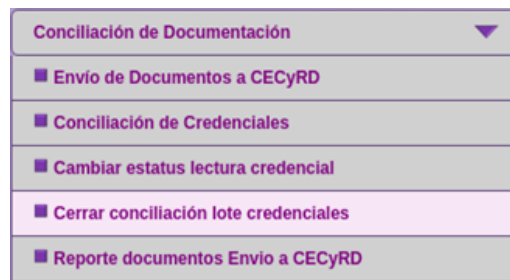 Conciliación de Documentación
Envío de Documentos a CECyRD
Conciliación de Credenciales
Cambiar estatus lectura credencial
Cerrar conciliación lote credenciales
Reporte documentos Envio a CECyRD